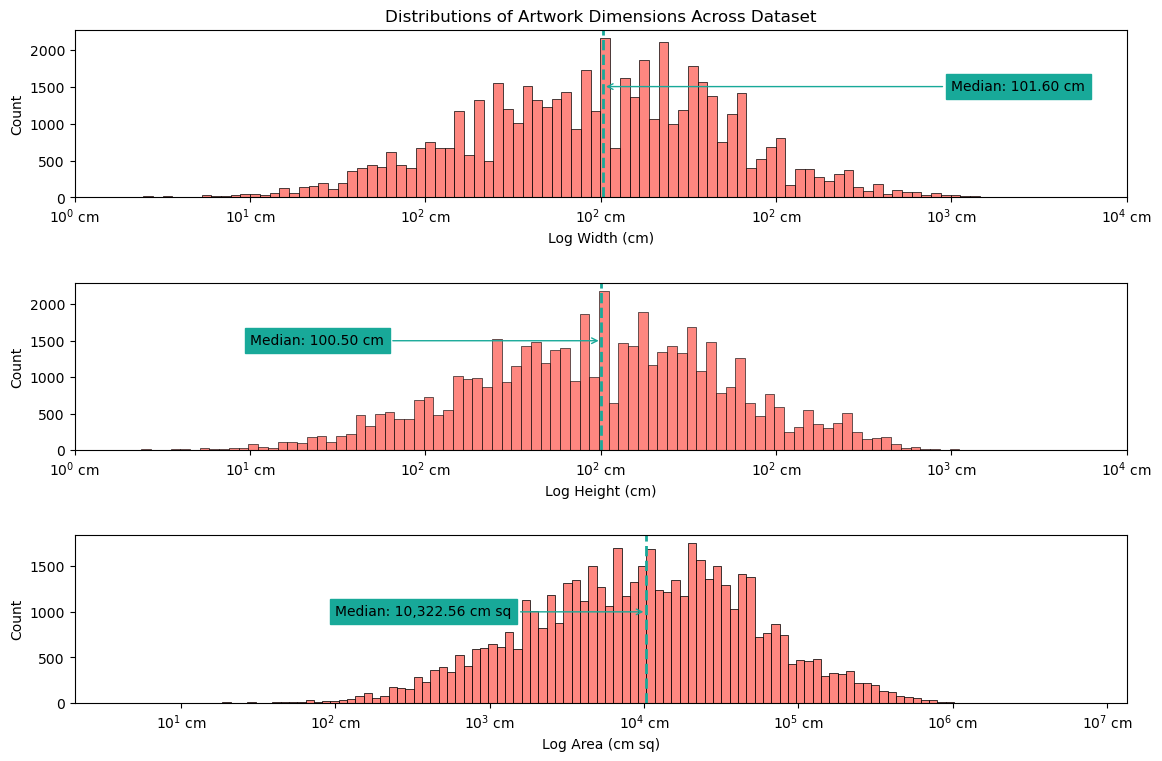 Distributions of Artwork Dimensions Across Dataset
2000
1500
1000
500
0
Count
Median: 101.60 cm
10⁰ cm 10¹ cm 10² cm 10² cm 10² cm 10³ cm 10⁴ cm
Log Width (cm)
2000
1500
1000
500
0
Count
Median: 100.50 cm
10⁰ cm 10¹ cm 10² cm 10² cm 10² cm 10³ cm 10⁴ cm
Log Height (cm)
1500
1000
500
0
Count
Median: 10,322.56 cm sq
10¹ cm 10² cm 10³ cm 10⁴ cm 10⁵ cm 10⁶ cm 10⁷ cm
Log Area (cm sq)